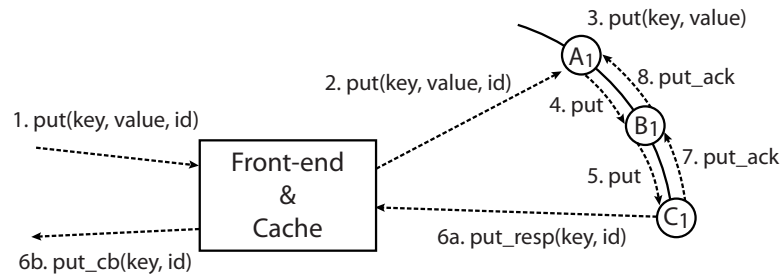 3. put(key, value)
A1
2. put(key, value, id)
8. put_ack
4. put
1. put(key, value, id)
B1
Front-end
&
Cache
5. put
7. put_ack
C1
6a. put_resp(key, id)
6b. put_cb(key, id)